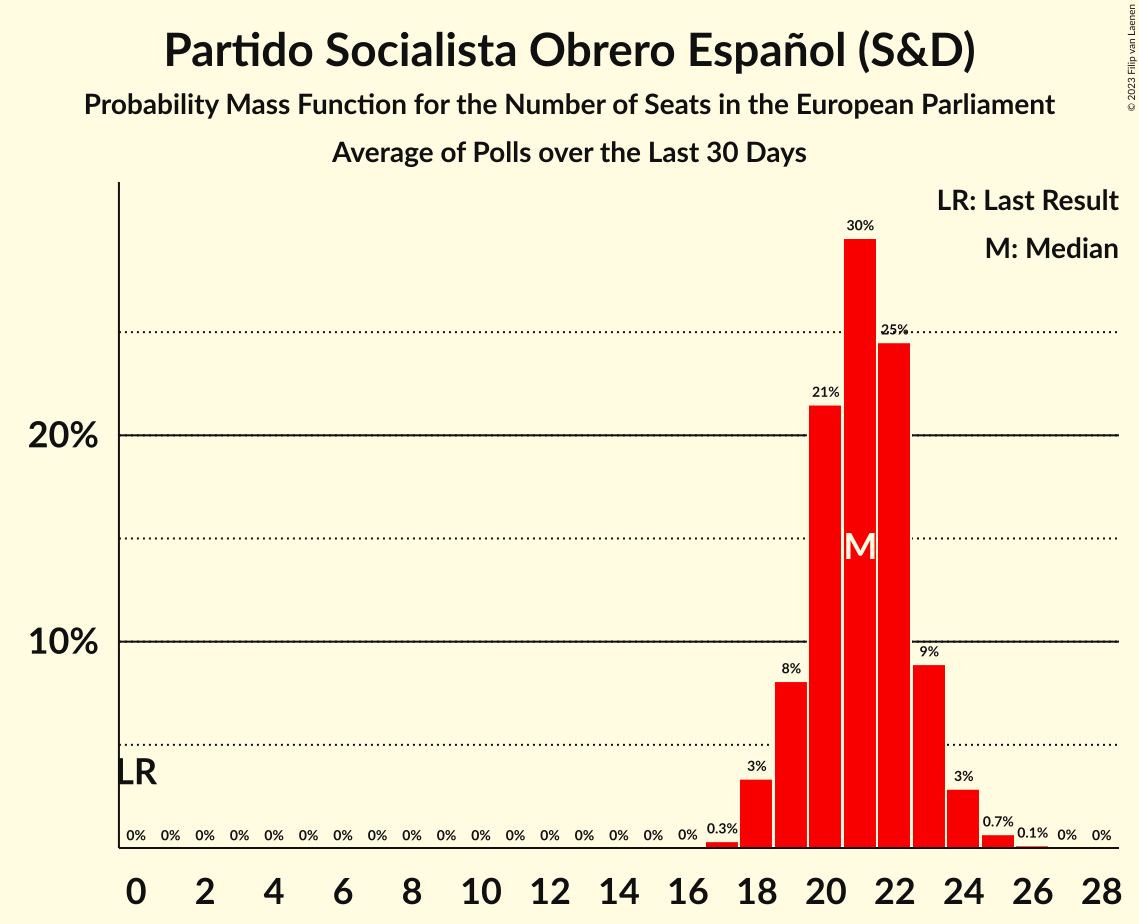 Partido Socialista Obrero Español (S&D)
Probability Mass Function for the Number of Seats in the European Parliament
Average of Polls over the Last 30 Days
© 2023 Filip van Laenen
LR: Last Result
M: Median
30%
25%
21%
20%
M
10%
9%
8%
LR
3% 3%
0% 0% 0% 0% 0% 0% 0% 0% 0% 0% 0% 0% 0% 0% 0% 0% 0% 0.3% 0.7% 0.1% 0% 0%
0 2 4 6 8 10 12 14 16 18 20 22 24 26 28